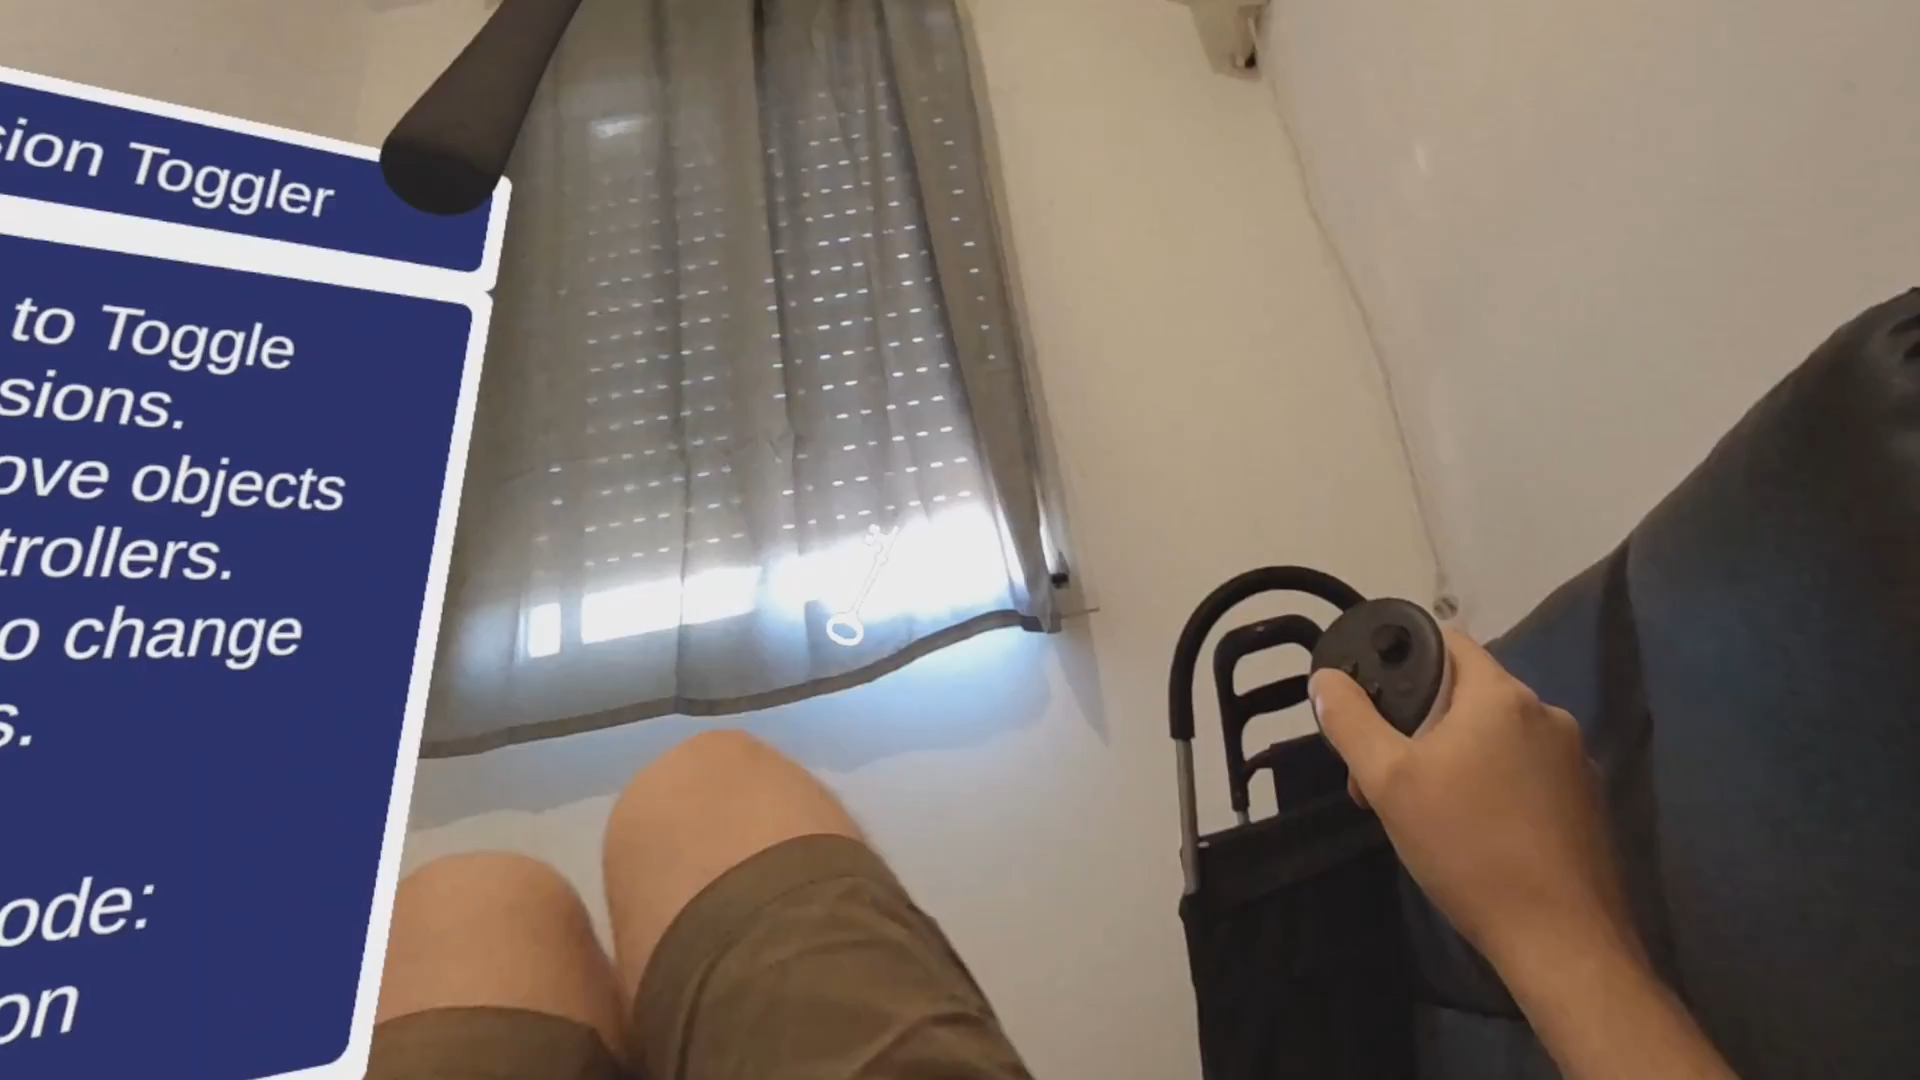 sion Toggler
to Toggle
sions.
ove objects
trollers.
o change
s.
ode:
on